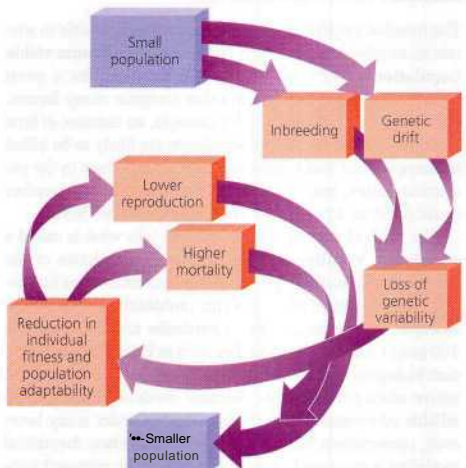 Small
population
Inbreeding
Genetic
drift
Lower
reproduction
Higher
mortality
Loss of
genetic
variability
Reduction in
individual
fitness and
population
adaptability
'••-Smaller
population